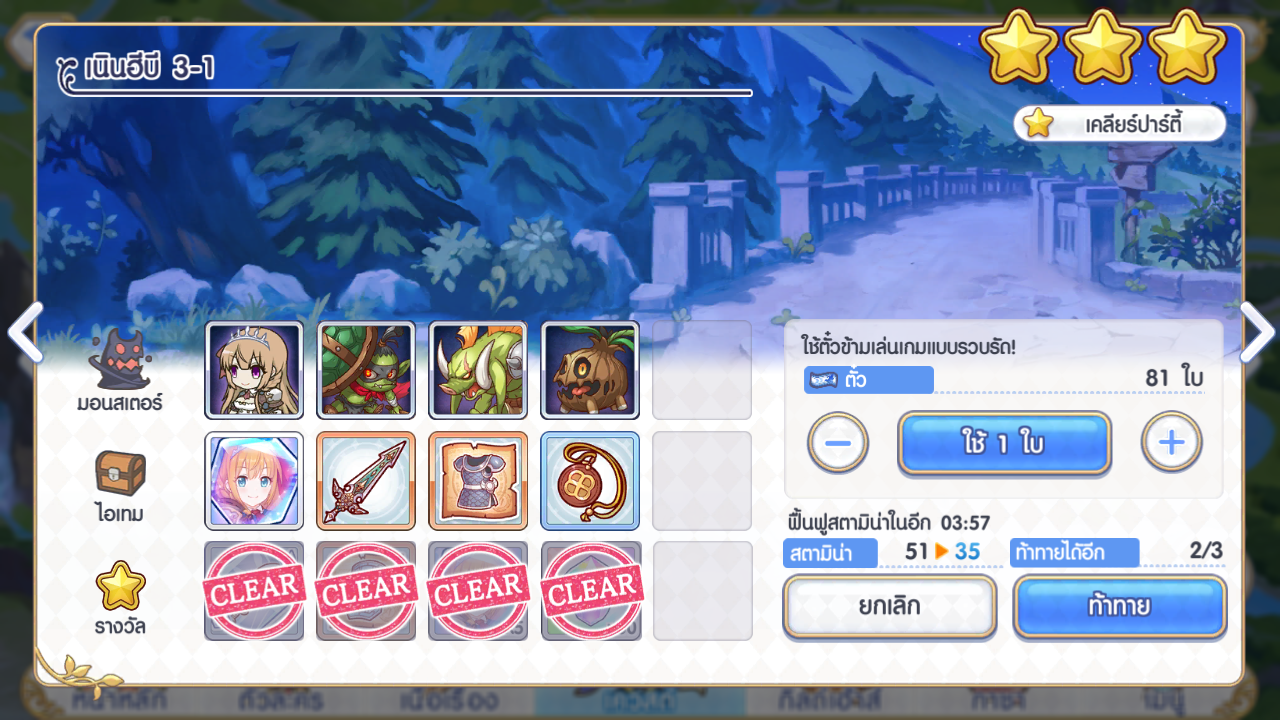 เนินฮีปี 3-1
เคลียร์ปาร์ตี้
มอนสเตอร์
ไอเทม
รางวัล
CLEAR CLEAR CLEAR CLEAR
ใช้ตั๋วข้ามเล่นเกมแบบรวบรัด!
ตั๋ว 81 ใบ
ใช้ 1 ใบ
ฟื้นฟูสตามิน่าในอีก 03:57
สตามิน่า 51 35 ท้าทายได้อีก 2/3
ยกเลิก ท้าทาย